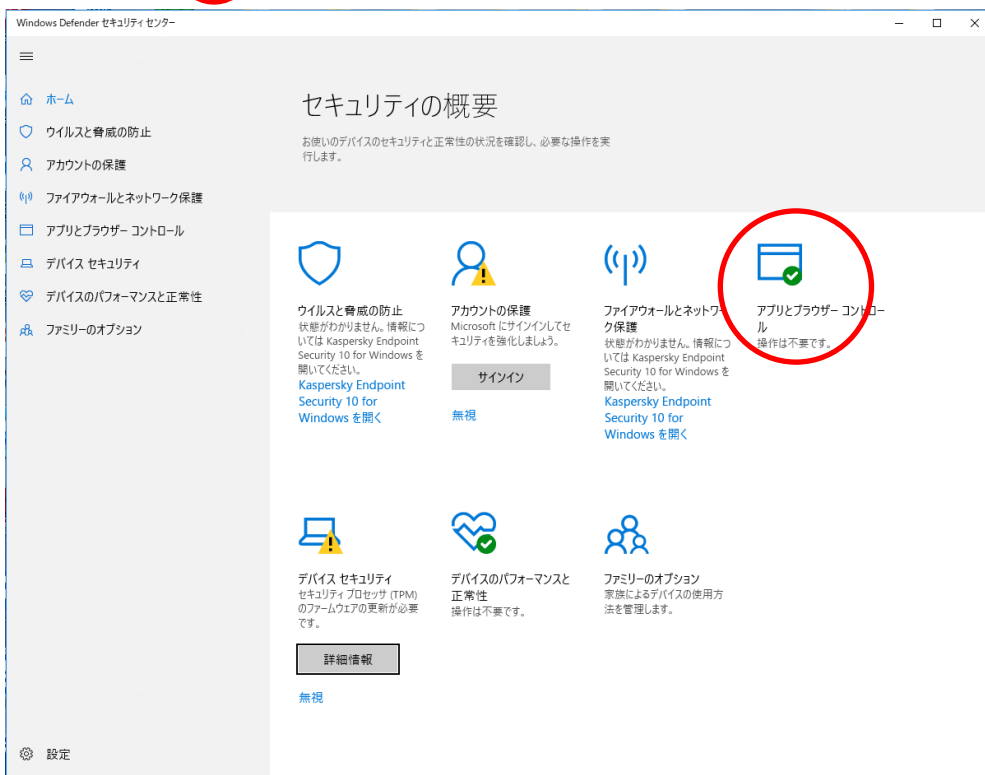 Windows Defender セキュリティ センター
ホーム
ウイルスと脅威の防止
アカウントの保護
ファイアウォールとネットワーク保護
アプリとブラウザー コントロール
デバイス セキュリティ
デバイスのパフォーマンスと正常性
ファミリーのオプション
設定
セキュリティの概要
お使いのデバイスのセキュリティと正常性の状況を確認し、必要な操作を実
行します。
ウイルスと脅威の防止
状態がわかりません。情報につ
いては Kaspersky Endpoint
Security 10 for Windows を
開いてください。
Kaspersky Endpoint
Security 10 for
Windows を開く
アカウントの保護
Microsoft にサインインしてセ
キュリティを強化しましょう。
サインイン
無視
ファイアウォールとネットワー
ク保護
状態がわかりません。情報につ
いては Kaspersky Endpoint
Security 10 for Windows を
開いてください。
Kaspersky Endpoint
Security 10 for
Windows を開く
アプリとブラウザー コントロー
ル
操作は不要です。
デバイス セキュリティ
セキュリティ プロセッサ (TPM)
のファームウェアの更新が必要
です。
詳細情報
無視
デバイスのパフォーマンスと
正常性
操作は不要です。
ファミリーのオプション
家族によるデバイスの使用方
法を管理します。